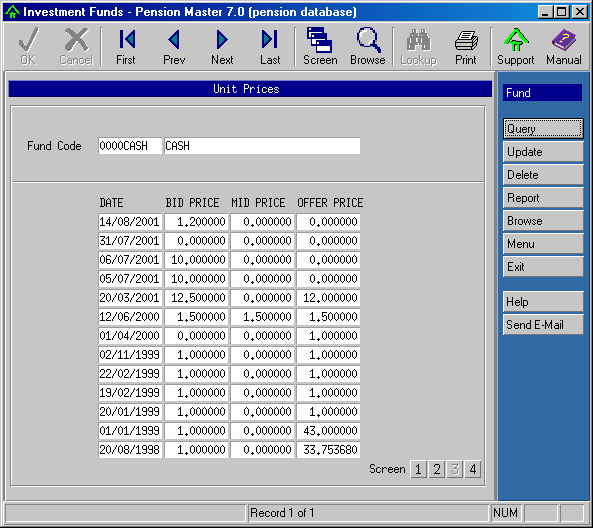 Investment Funds - Pension Master 7.0 (pension database)
OK Cancel First Prev Next Last Screen Browse Lookup Print Support Manual
Unit Prices
Fund
Fund Code 0000CASH CASH
Query
Update
Delete
Report
Browse
Menu
Exit
Help
Send E-Mail
DATE BID PRICE MID PRICE OFFER PRICE
14/08/2001 1.200000 0.000000 0.000000
31/07/2001 0.000000 0.000000 0.000000
06/07/2001 10.000000 0.000000 0.000000
05/07/2001 10.000000 0.000000 0.000000
20/03/2001 12.500000 0.000000 12.000000
12/06/2000 1.500000 1.500000 1.500000
01/04/2000 0.000000 0.000000 1.000000
02/11/1999 1.000000 0.000000 1.000000
22/02/1999 1.000000 0.000000 1.000000
19/02/1999 1.000000 0.000000 1.000000
20/01/1999 1.000000 0.000000 1.000000
01/01/1999 1.000000 0.000000 43.000000
20/08/1998 1.000000 0.000000 33.753680
Screen 1 2 3 4
Record 1 of 1 NUM